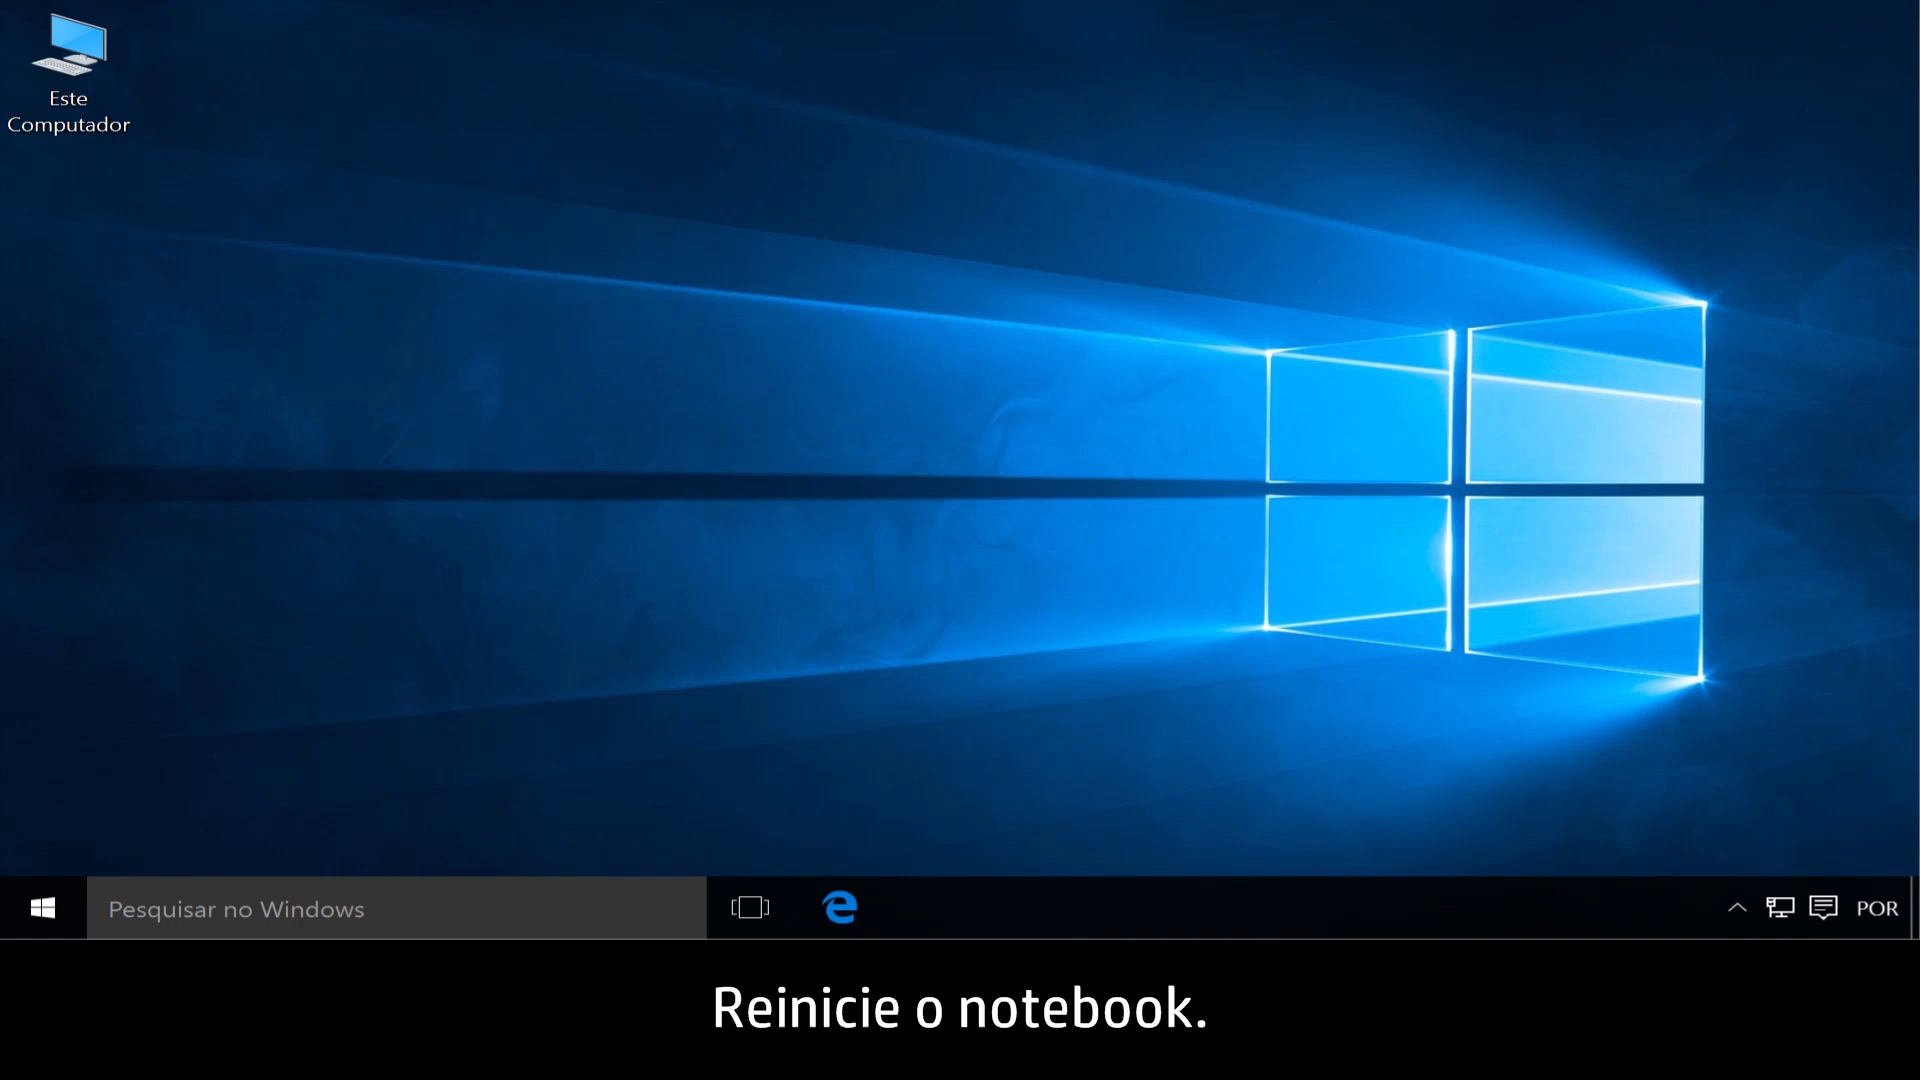 Este
Computador
Pesquisar no Windows
POR
Reinicie o notebook.